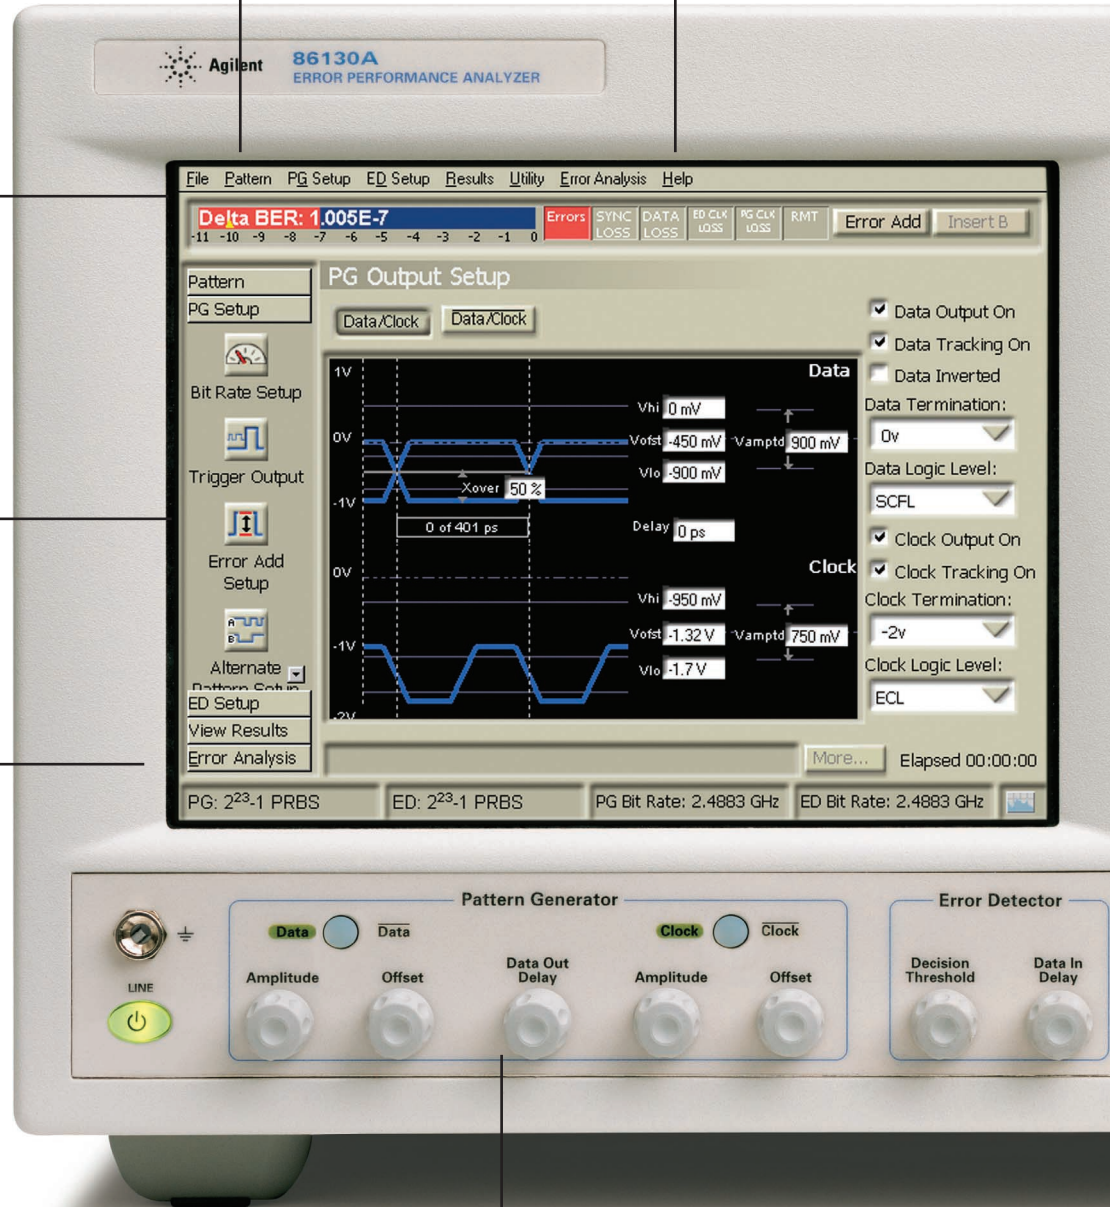 Agilent 86130A
ERROR PERFORMANCE ANALYZER
File Pattern PG Setup ED Setup Results Utility Error Analysis Help
Delta BER: 1.005E-7
-11 -10 -9 -8 -7 -6 -5 -4 -3 -2 -1 0
Errors
SYNC LOSS
DATA LOSS
ED CLK LOSS
PG CLK LOSS
RMT
Error Add
Insert B
Pattern
PG Setup
Bit Rate Setup
Trigger Output
Error Add
Setup
Alternate
Pattern Setup
ED Setup
View Results
Error Analysis
PG Output Setup
Data/Clock
Data/Clock
1V
Data
Vhi 0 mV
0V
Vofst -450 mV Vamptd 900 mV
Vlo -900 mV
Xover 50 %
-1V
0 of 401 ps
Delay 0 ps
0V
Clock
Vhi -950 mV
Vofst -1.32 V Vamptd 750 mV
-1V
Vlo -1.7 V
-2V
Data Output On
Data Tracking On
Data Inverted
Data Termination:
0v
Data Logic Level:
SCFL
Clock Output On
Clock Tracking On
Clock Termination:
-2v
Clock Logic Level:
ECL
More... Elapsed 00:00:00
PG: 2²³-1 PRBS ED: 2²³-1 PRBS PG Bit Rate: 2.4883 GHz ED Bit Rate: 2.4883 GHz
LINE
Pattern Generator
Data Data
Clock Clock
Amplitude
Offset
Data Out
Delay
Amplitude
Offset
Error Detector
Decision
Threshold
Data In
Delay